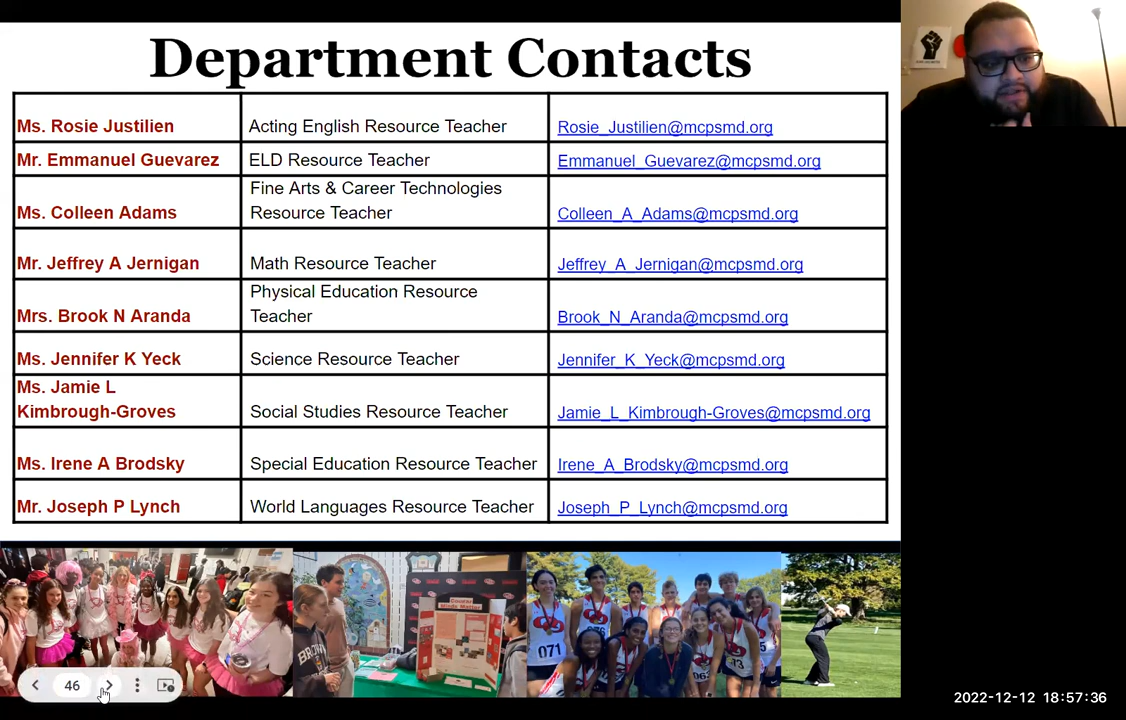 Department Contacts
Ms. Rosie Justilien
Acting English Resource Teacher
Rosie_Justilien@mcpsmd.org
Mr. Emmanuel Guevarez
ELD Resource Teacher
Emmanuel_Guevarez@mcpsmd.org
Ms. Colleen Adams
Fine Arts & Career Technologies
Resource Teacher
Colleen_A_Adams@mcpsmd.org
Mr. Jeffrey A Jernigan
Math Resource Teacher
Jeffrey_A_Jernigan@mcpsmd.org
Mrs. Brook N Aranda
Physical Education Resource
Teacher
Brook_N_Aranda@mcpsmd.org
Ms. Jennifer K Yeck
Science Resource Teacher
Jennifer_K_Yeck@mcpsmd.org
Ms. Jamie L
Kimbrough-Groves
Social Studies Resource Teacher
Jamie_L_Kimbrough-Groves@mcpsmd.org
Ms. Irene A Brodsky
Special Education Resource Teacher
Irene_A_Brodsky@mcpsmd.org
Mr. Joseph P Lynch
World Languages Resource Teacher
Joseph_P_Lynch@mcpsmd.org
BROWN
071
46
2022-12-12 18:57:36